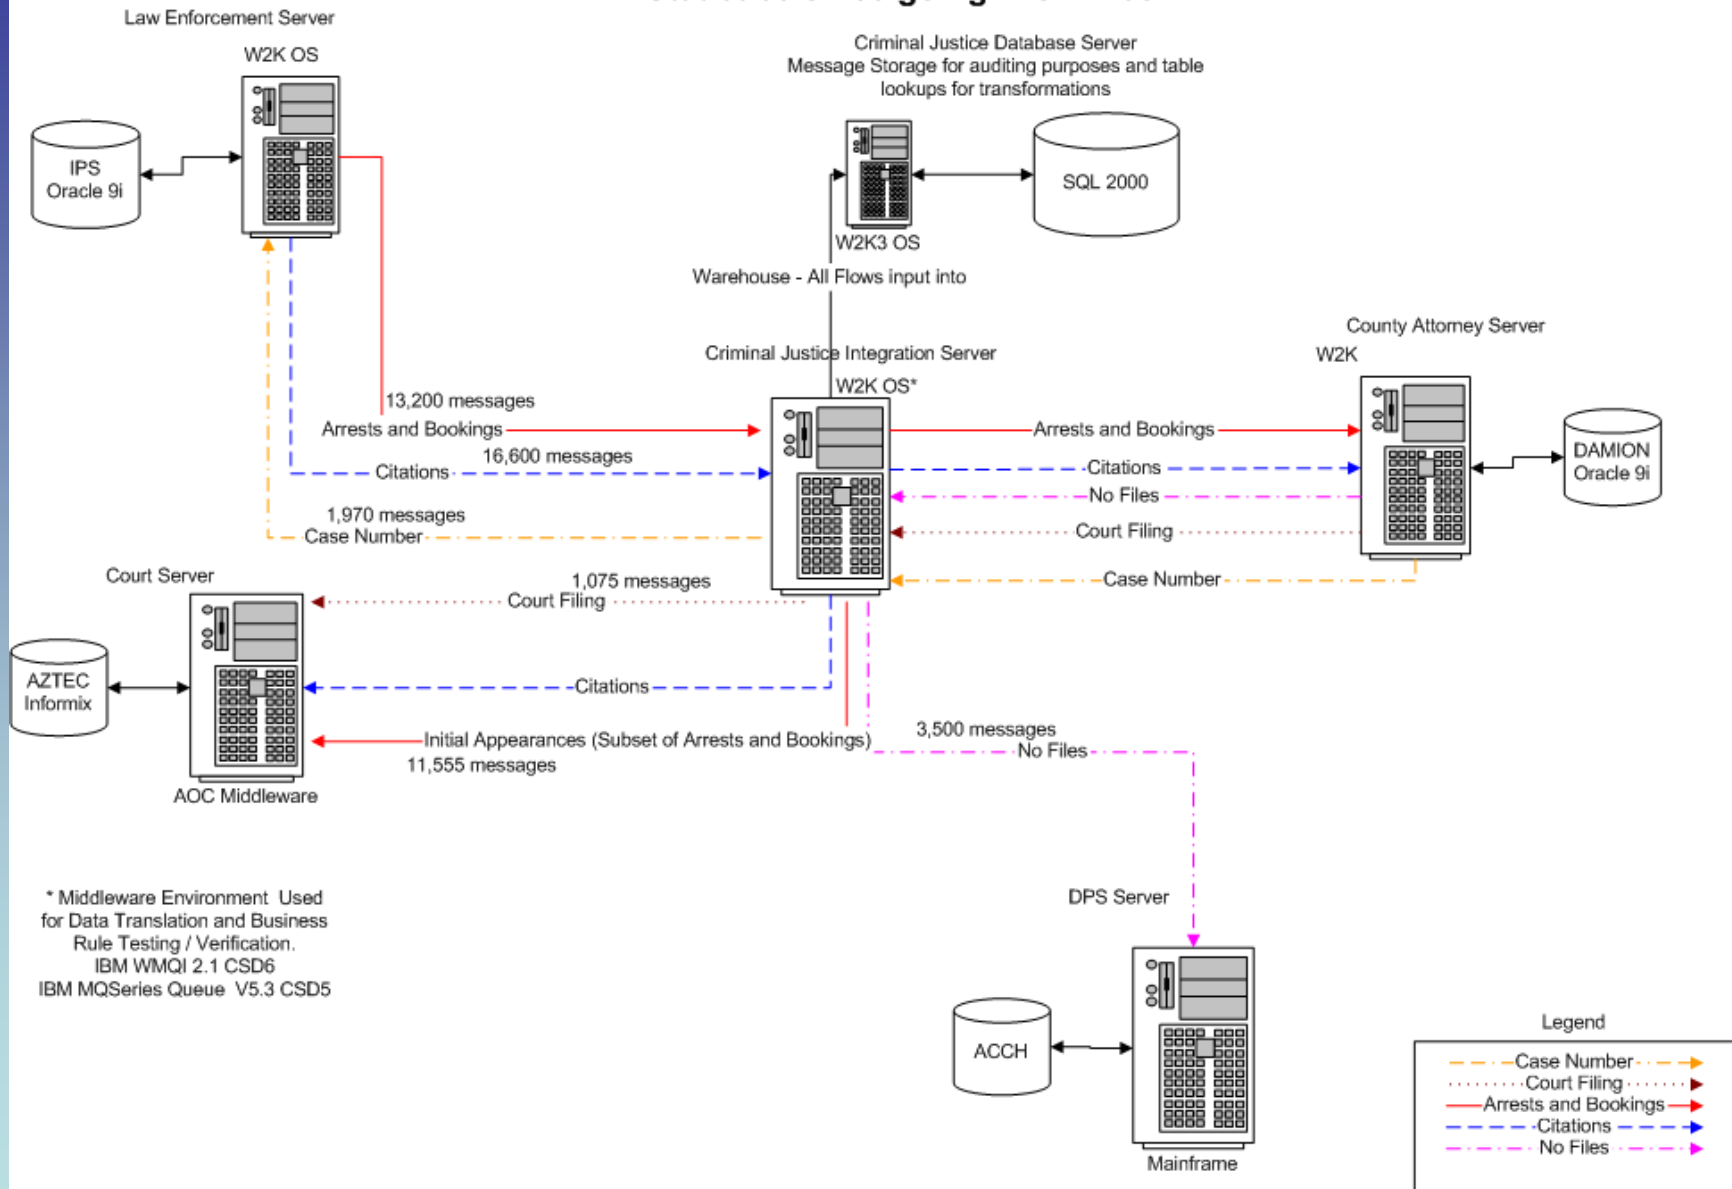 Law Enforcement Server
W2K OS
IPS
Oracle 9i
Criminal Justice Database Server
Message Storage for auditing purposes and table
lookups for transformations
SQL 2000
W2K3 OS
Warehouse - All Flows input into
Criminal Justice Integration Server
W2K OS*
County Attorney Server
W2K
DAMION
Oracle 9i
13,200 messages
Arrests and Bookings
16,600 messages
Citations
1,970 messages
Case Number
Arrests and Bookings
Citations
No Files
Court Filing
Case Number
Court Server
1,075 messages
Court Filing
AZTEC
Informix
Citations
Initial Appearances (Subset of Arrests and Bookings)
11,555 messages
AOC Middleware
3,500 messages
No Files
* Middleware Environment Used
for Data Translation and Business
Rule Testing / Verification.
IBM WMQI 2.1 CSD6
IBM MQSeries Queue V5.3 CSD5
DPS Server
ACCH
Mainframe
Legend
Case Number
Court Filing
Arrests and Bookings
Citations
No Files